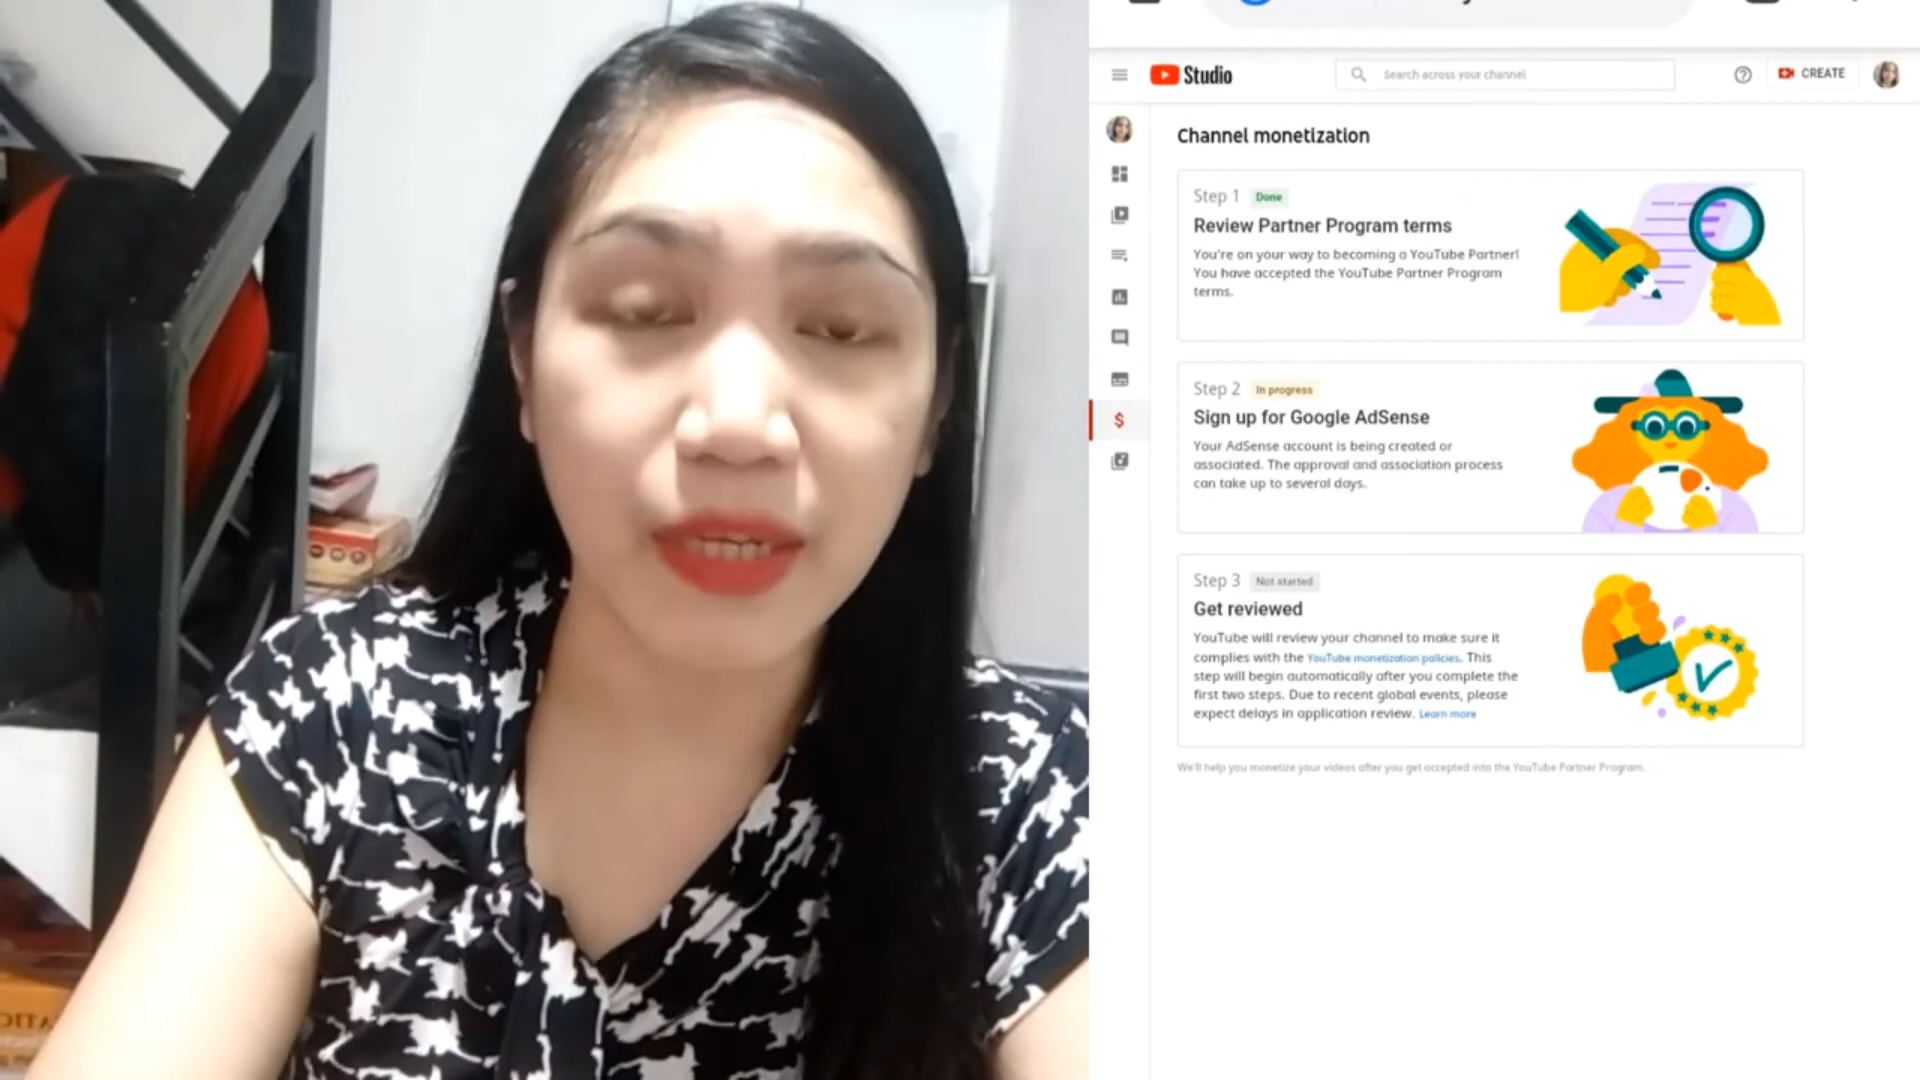 Studio
Search across your channel
CREATE
Channel monetization
Step 1 Done
Review Partner Program terms
You're on your way to becoming a YouTube Partner!
You have accepted the YouTube Partner Program
terms.
Step 2 In progress
Sign up for Google AdSense
Your AdSense account is being created or
associated. The approval and association process
can take up to several days.
Step 3 Not started
Get reviewed
YouTube will review your channel to make sure it
complies with the YouTube monetization policies. This
step will begin automatically after you complete the
first two steps. Due to recent global events, please
expect delays in application review. Learn more
We'll help you monetize your videos after you get accepted into the YouTube Partner Program.